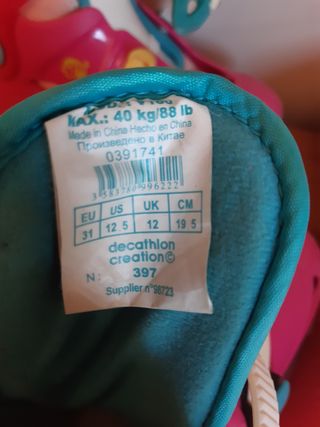 MAX.: 40 kg/88 lb
Made in China Hecho en China
Произведено в Китае
0391741
EU US UK CM
31 12 5 12 19 5
decathlon
creation©
N: 397
Supplier n°98723